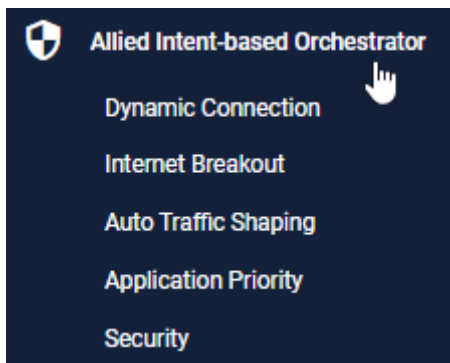 Allied Intent-based Orchestrator
Dynamic Connection
Internet Breakout
Auto Traffic Shaping
Application Priority
Security